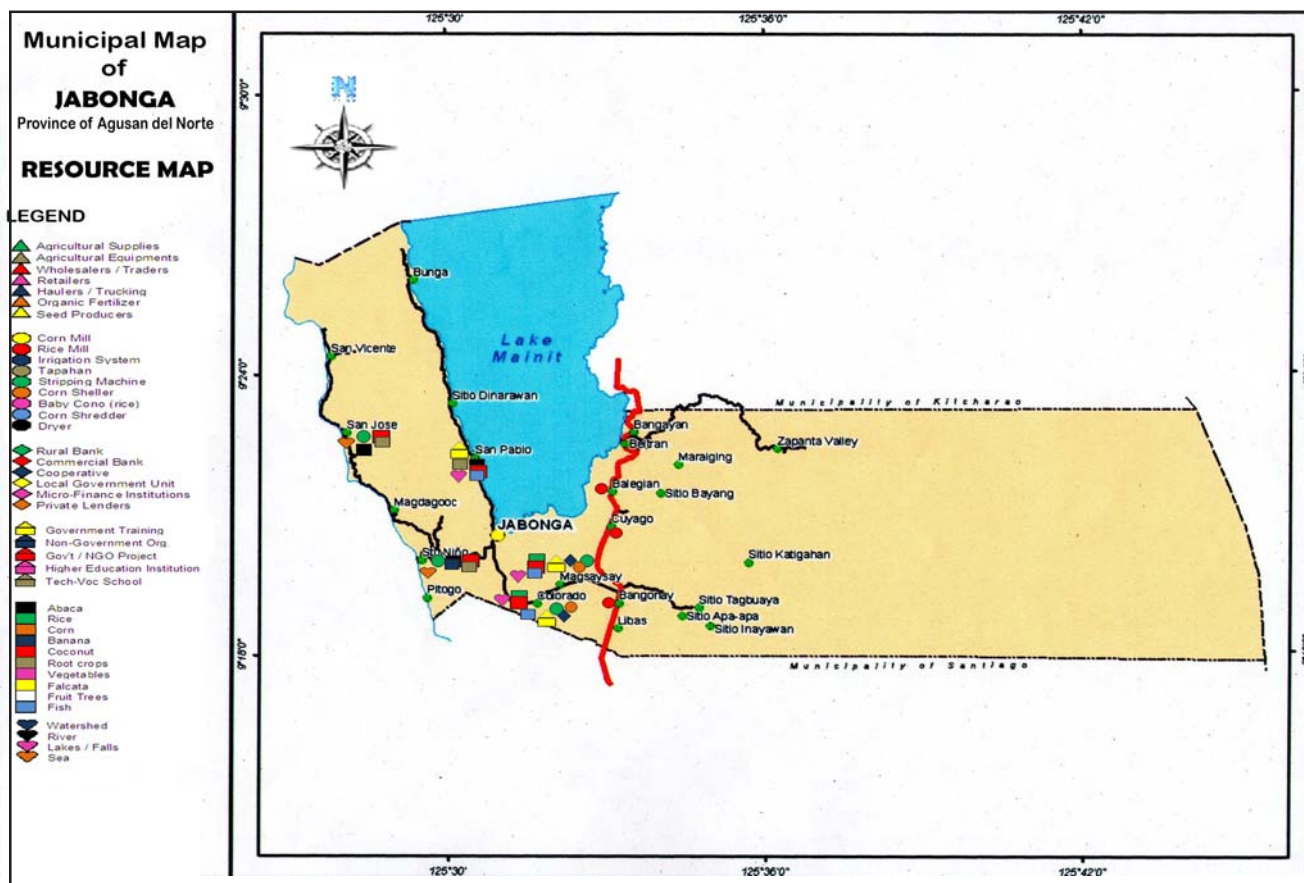 Municipal Map
of
JABONGA
Province of Agusan del Norte
RESOURCE MAP
LEGEND
Agricultural Supplies
Agricultural Equipments
Wholesalers / Traders
Retailers
Haulers / Trucking
Organic Fertilizer
Seed Producers
Corn Mill
Rice Mill
Irrigation System
Tapahan
Stripping Machine
Corn Sheller
Baby Cono (rice)
Corn Shredder
Dryer
Rural Bank
Commercial Bank
Cooperative
Local Government Unit
Micro-Finance Institutions
Private Lenders
Government Training
Non-Government Org.
Gov't / NGO Project
Higher Education Institution
Tech-Voc School
Abaca
Rice
Corn
Banana
Coconut
Root crops
Vegetables
Falcata
Fruit Trees
Fish
Watershed
River
Lakes / Falls
Sea
125°30'
125°36'0"
125°42'0"
N
9°30'0"
Bunga
Lake
Mainit
San Vicente
9°24'0"
Sitio Dinarawan
Municipality of Kitcharao
San Jose
Bangayan
Beltran
Zapanta Valley
San Pablo
Maraiging
Balegian
Sitio Bayang
Magdagooc
JABONGA
Cuyago
Sto Niño
Sitio Katigahan
Magsaysay
Pitogo
Colorado
Bangonay
Sitio Tagbuaya
Sitio Apa-apa
Libas
Sitio Inayawan
9°18'0"
Municipality of Santiago
125°30'
125°36'0"
125°42'0"